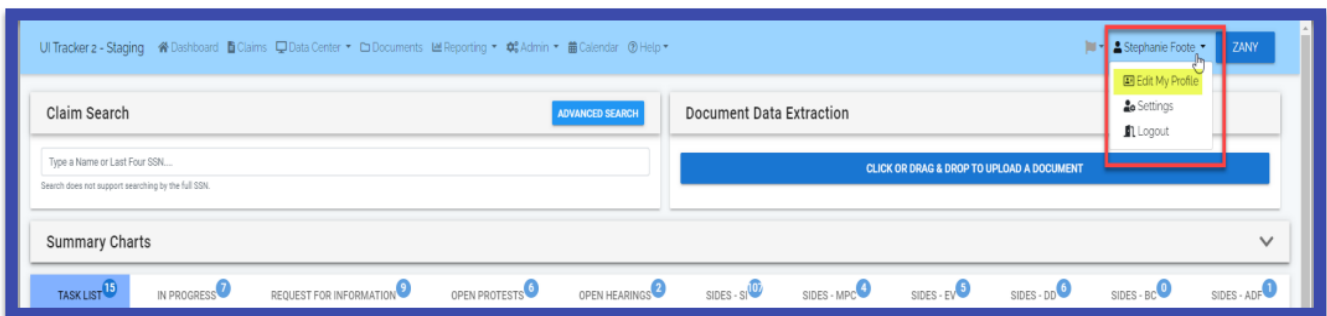 UI Tracker 2 - Staging Dashboard Claims Data Center Documents Reporting Admin Calendar Help Stephanie Foote ZANY
Edit My Profile
Settings
Logout
Claim Search ADVANCED SEARCH Document Data Extraction
Type a Name or Last Four SSN....
Search does not support searching by the full SSN.
CLICK OR DRAG & DROP TO UPLOAD A DOCUMENT
Summary Charts
TASK LIST 15 IN PROGRESS 7 REQUEST FOR INFORMATION 9 OPEN PROTESTS 6 OPEN HEARINGS 2 SIDES - SI 107 SIDES - MPC 4 SIDES - EV 5 SIDES - DD 6 SIDES - BC 0 SIDES - ADF 1